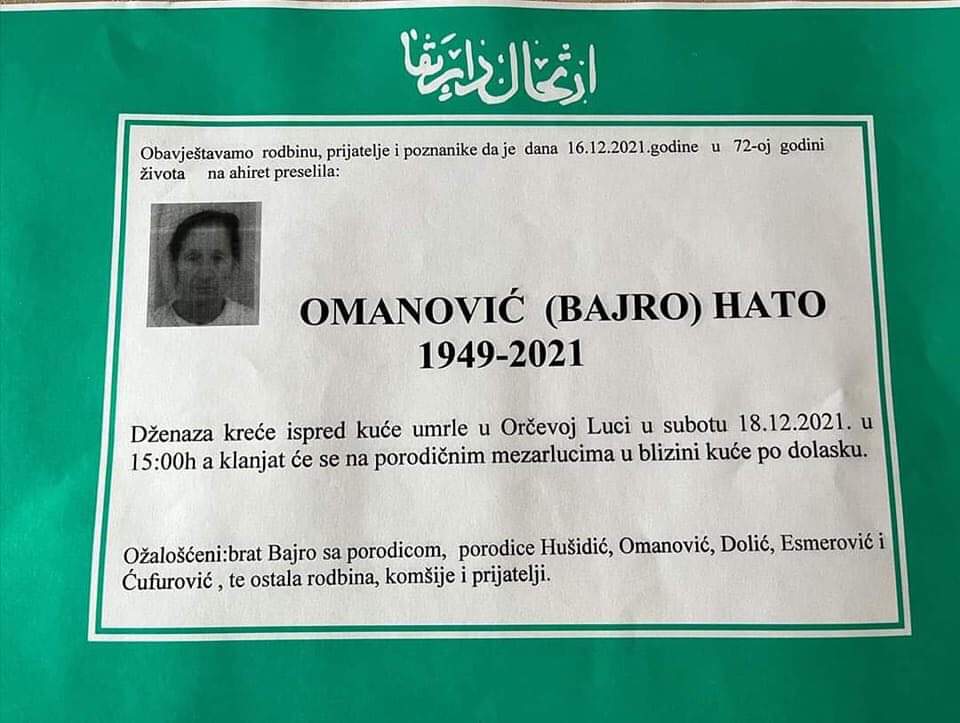 ارتحال دار بقا
Obavještavamo rodbinu, prijatelje i poznanike da je dana 16.12.2021.godine u 72-oj godini
života na ahiret preselila:
OMANOVIĆ (BAJRO) HATO
1949-2021
Dženaza kreće ispred kuće umrle u Orčevoj Luci u subotu 18.12.2021. u
15:00h a klanjat će se na porodičnim mezarlucima u blizini kuće po dolasku.
Ožalošćeni:brat Bajro sa porodicom, porodice Hušidić, Omanović, Dolić, Esmerović i
Ćufurović , te ostala rodbina, komšije i prijatelji.